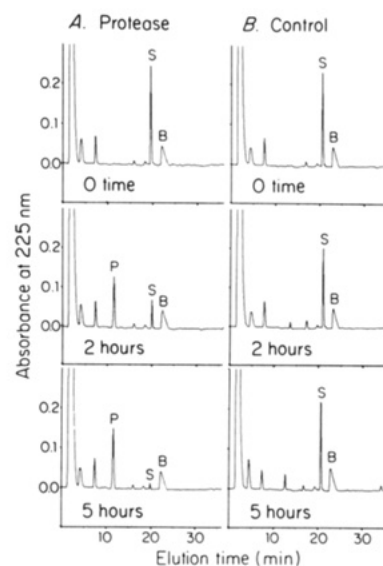 A. Protease
B. Control
Absorbance at 225 nm
0.2
0.1
0.0
S
B
0 time
S
B
0 time
0.2
0.1
0.0
P
S
B
2 hours
S
B
2 hours
0.2
0.1
0.0
P
S
B
5 hours
S
B
5 hours
10 20 30
10 20 30
Elution time (min)